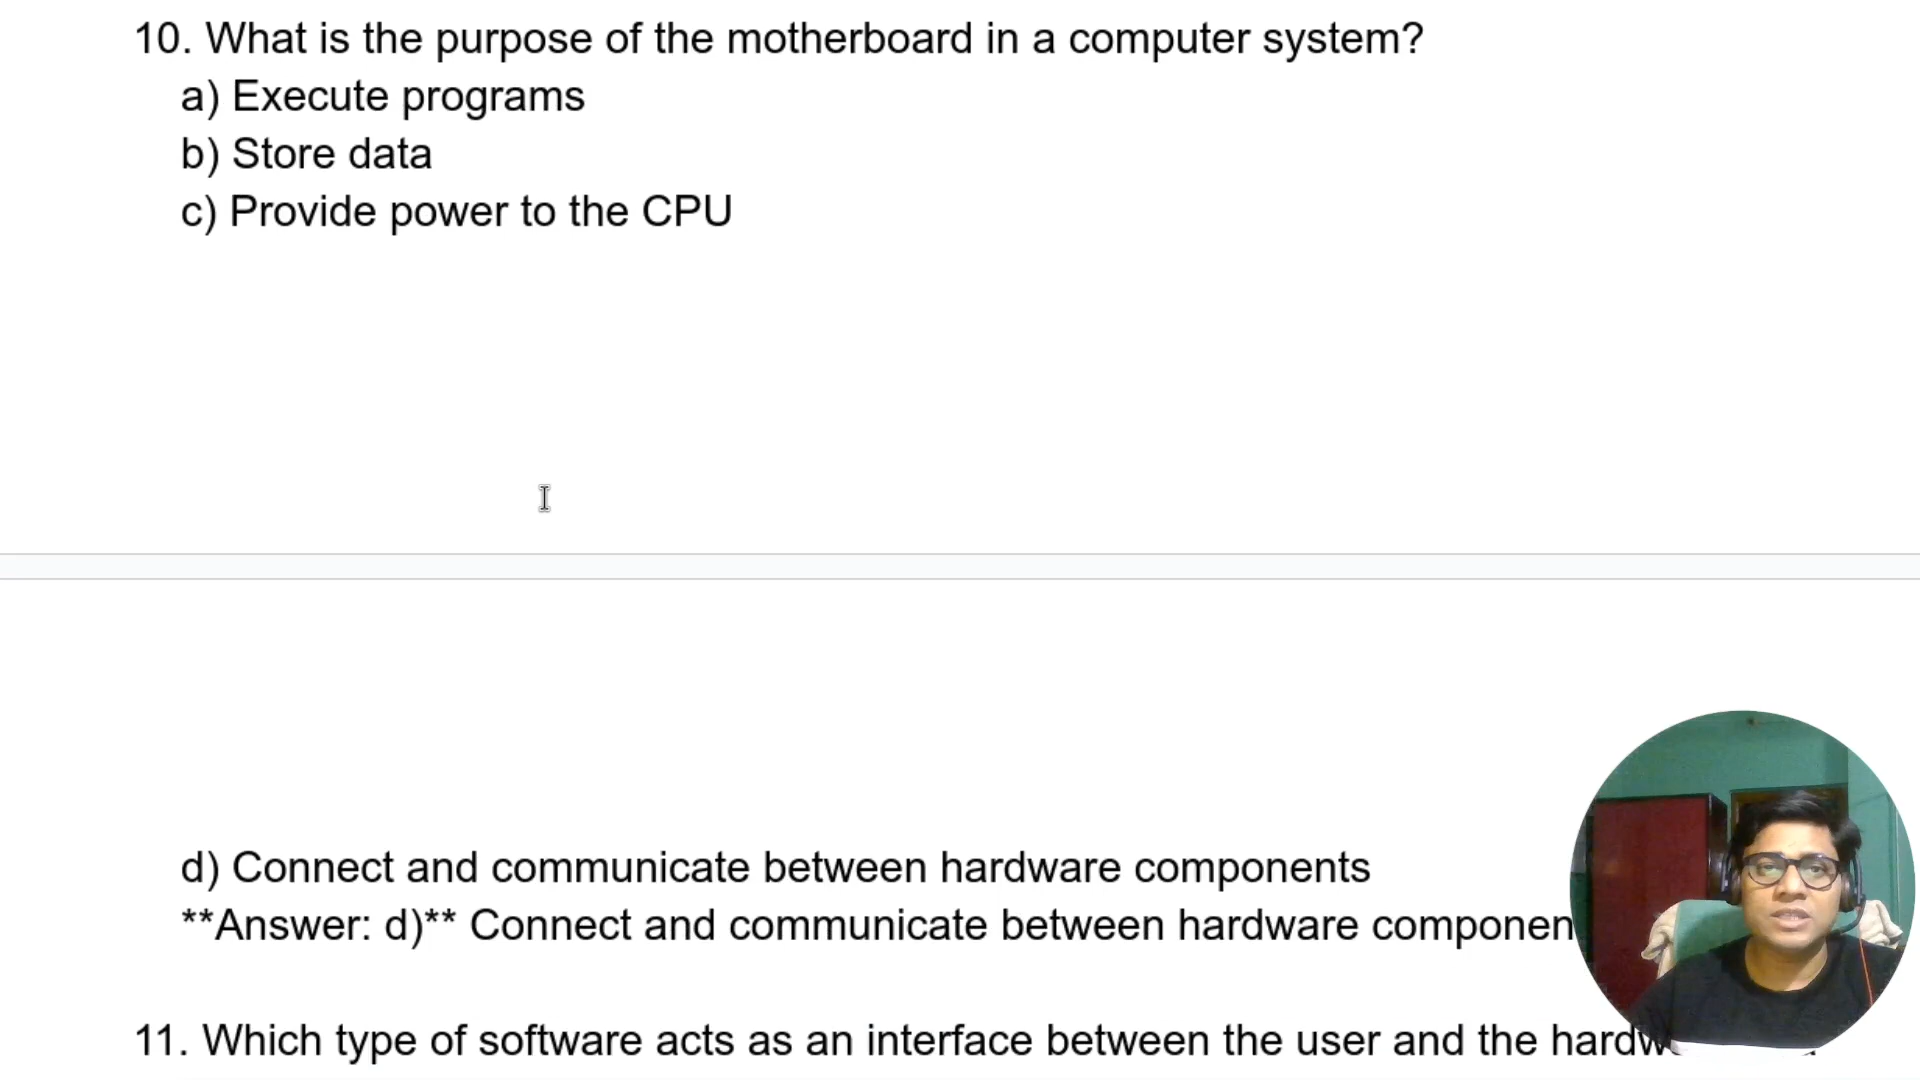 10. What is the purpose of the motherboard in a computer system?
a) Execute programs
b) Store data
c) Provide power to the CPU
d) Connect and communicate between hardware components
**Answer: d)** Connect and communicate between hardware
11. Which type of software acts as an interface between the user and the